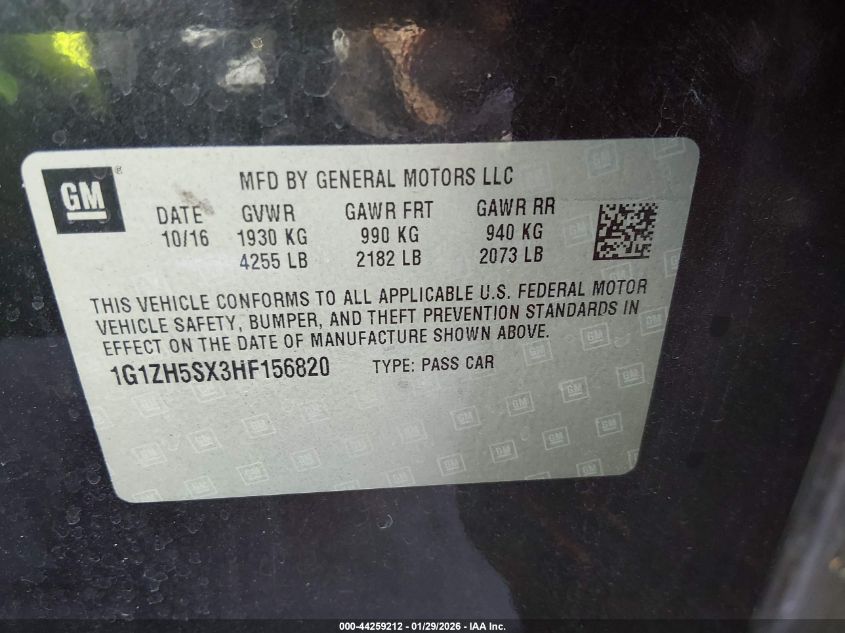 GM ® MFD BY GENERAL MOTORS LLC
DATE GVWR GAWR FRT GAWR RR
10/16 1930 KG 990 KG 940 KG
4255 LB 2182 LB 2073 LB
THIS VEHICLE CONFORMS TO ALL APPLICABLE U.S. FEDERAL MOTOR
VEHICLE SAFETY, BUMPER, AND THEFT PREVENTION STANDARDS IN
EFFECT ON THE DATE OF MANUFACTURE SHOWN ABOVE.
1G1ZH5SX3HF156820 TYPE: PASS CAR
000-44259212 - 01/29/2026 - IAA Inc.